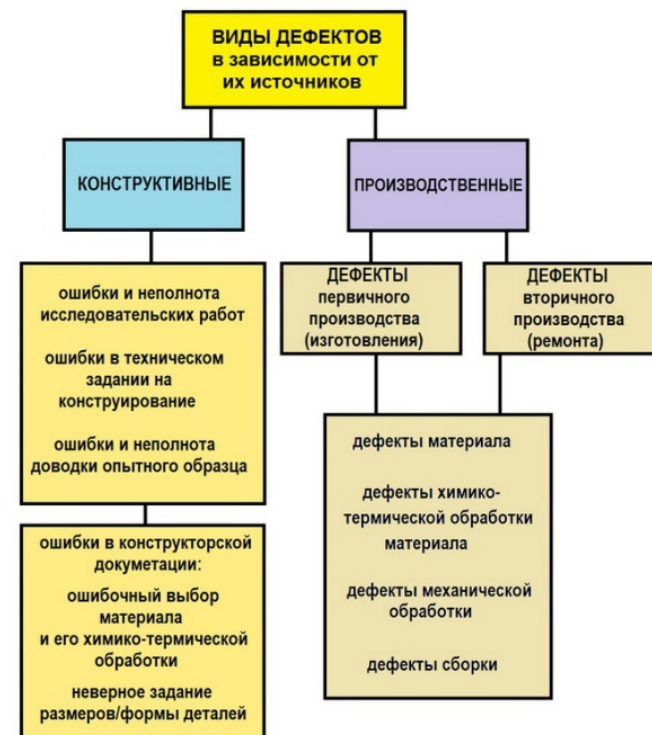 ВИДЫ ДЕФЕКТОВ
в зависимости от
их источников
КОНСТРУКТИВНЫЕ
ПРОИЗВОДСТВЕННЫЕ
ошибки и неполнота
исследовательских работ
ошибки в техническом
задании на
конструирование
ошибки и неполнота
доводки опытного образца
ошибки в конструкторской
докуметации:
ошибочный выбор
материала
и его химико-термической
обработки
неверное задание
размеров/формы деталей
ДЕФЕКТЫ
первичного
производства
(изготовления)
ДЕФЕКТЫ
вторичного
производства
(ремонта)
дефекты материала
дефекты химико-
термической обработки
материала
дефекты механической
обработки
дефекты сборки